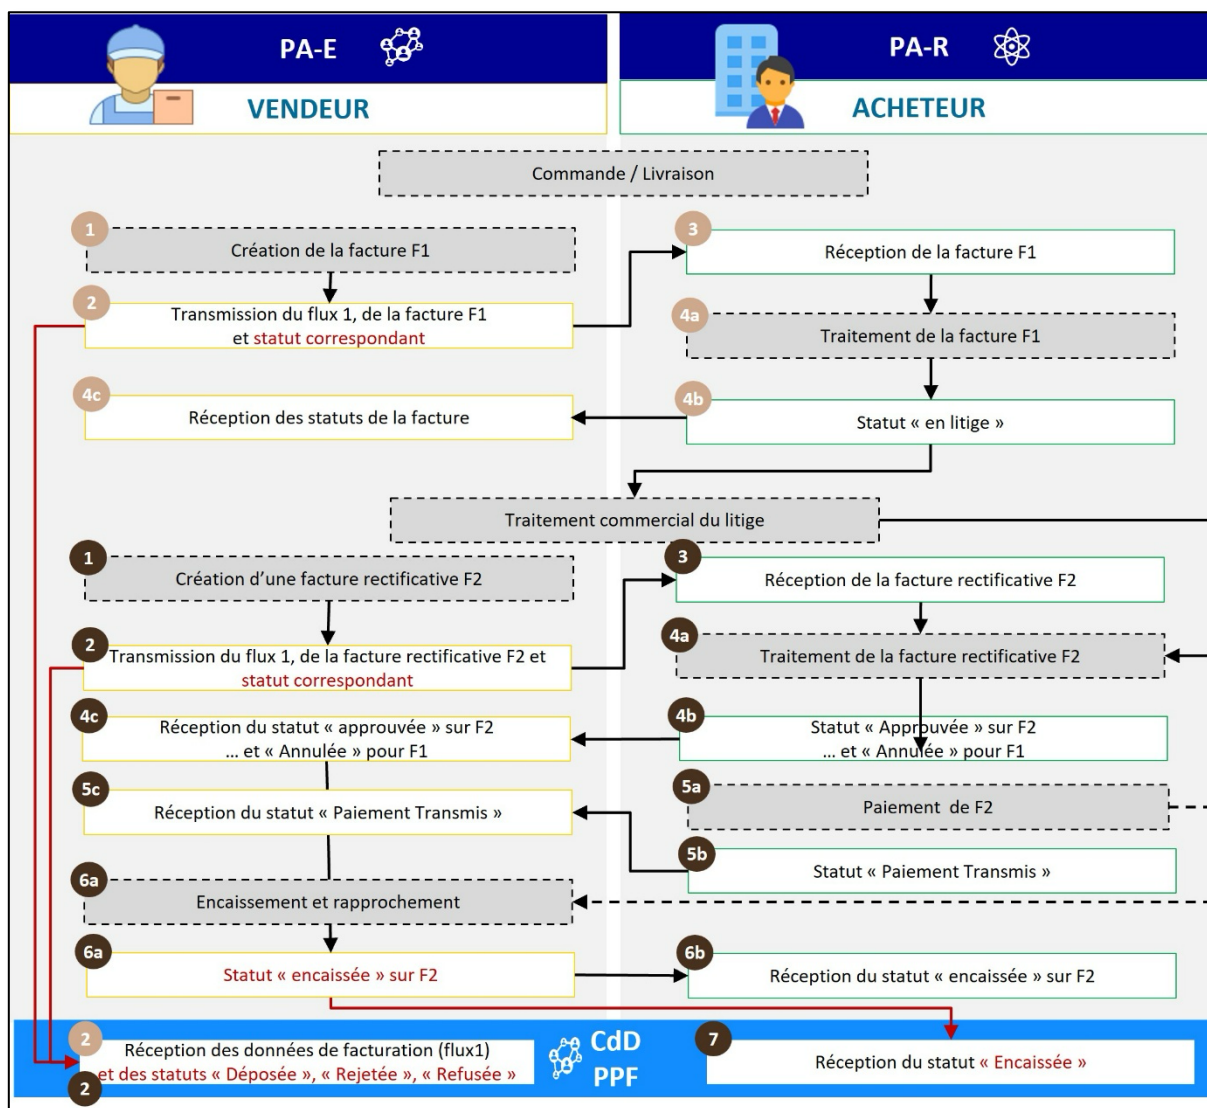 PA-E
PA-R
VENDEUR
ACHETEUR
Commande / Livraison
1
Création de la facture F1
3
Réception de la facture F1
2
Transmission du flux 1, de la facture F1
et statut correspondant
4a
Traitement de la facture F1
4c
Réception des statuts de la facture
4b
Statut « en litige »
Traitement commercial du litige
1
Création d’une facture rectificative F2
3
Réception de la facture rectificative F2
2
Transmission du flux 1, de la facture rectificative F2 et
statut correspondant
4a
Traitement de la facture rectificative F2
4c
Réception du statut « approuvée » sur F2
... et « Annulée » pour F1
4b
Statut « Approuvée » sur F2
... et « Annulée » pour F1
5c
Réception du statut « Paiement Transmis »
5a
Paiement de F2
5b
Statut « Paiement Transmis »
6a
Encaissement et rapprochement
6a
Statut « encaissée » sur F2
6b
Réception du statut « encaissée » sur F2
2
Réception des données de facturation (flux1)
et des statuts « Déposée », « Rejetée », « Refusée »
2
CdD
PPF
7
Réception du statut « Encaissée »